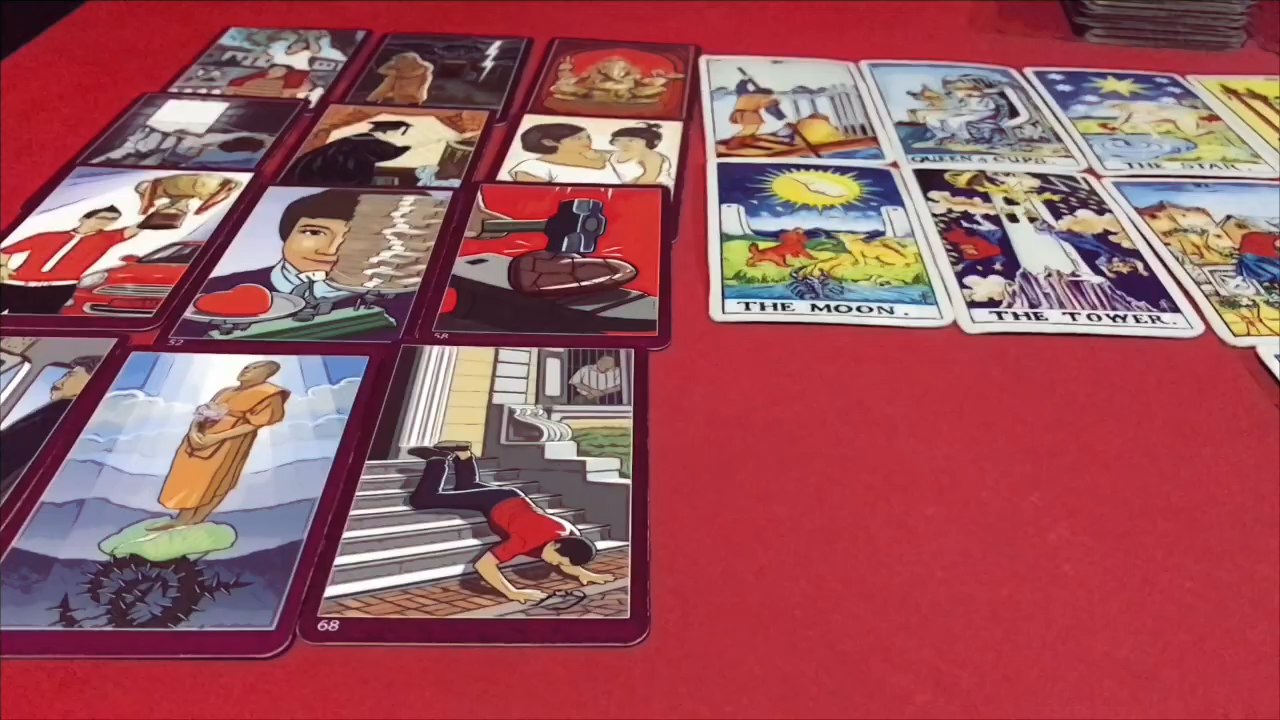 QUEEN of CUPS.
THE STAR.
THE MOON.
THE TOWER.
52
58
68